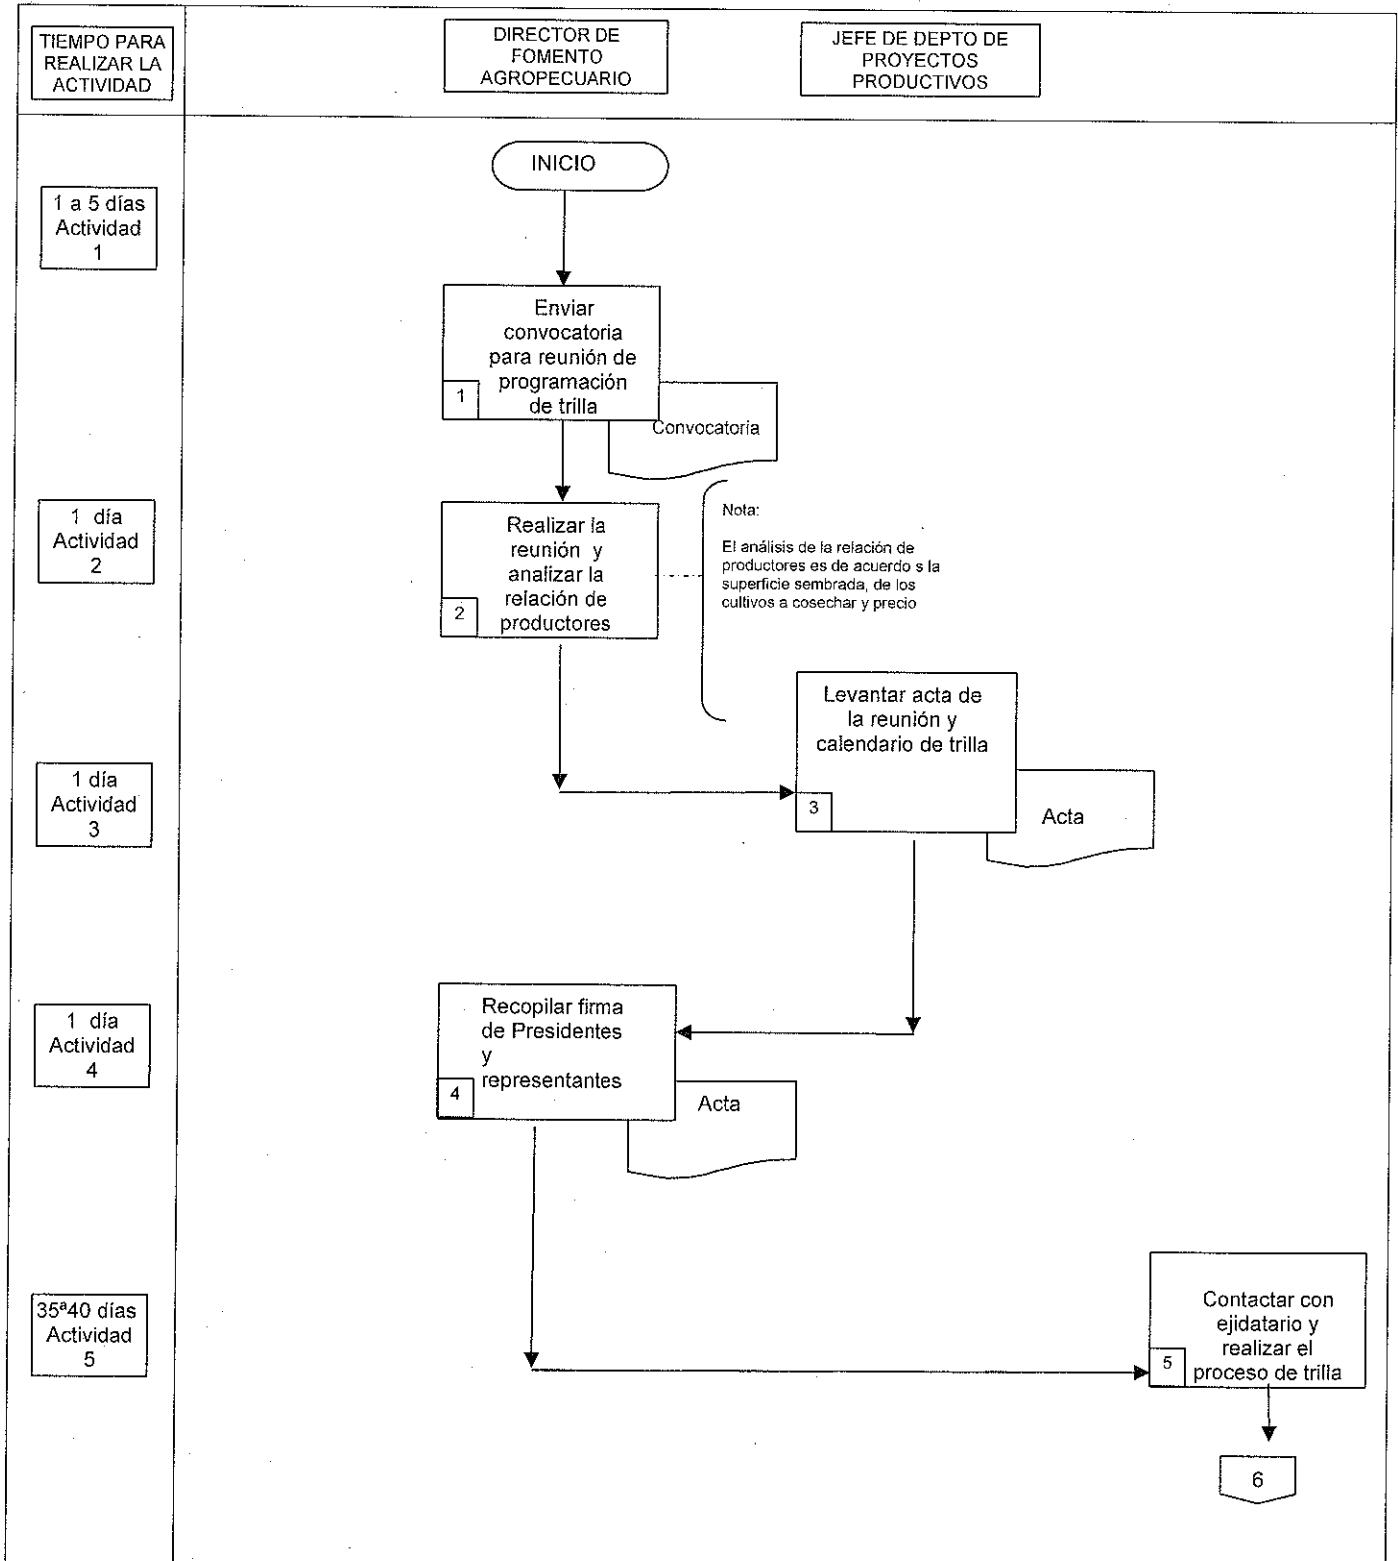 TIEMPO PARA
REALIZAR LA
ACTIVIDAD
DIRECTOR DE
FOMENTO
AGROPECUARIO
JEFE DE DEPTO DE
PROYECTOS
PRODUCTIVOS
INICIO
1 a 5 días
Actividad
1
Enviar
convocatoria
para reunión de
programación
de trilla
1
Convocatoria
1 día
Actividad
2
Realizar la
reunión y
analizar la
relación de
productores
2
Nota:
El análisis de la relación de
productores es de acuerdo s la
superficie sembrada, de los
cultivos a cosechar y precio
Levantar acta de
la reunión y
calendario de trilla
3
Acta
1 día
Actividad
3
1 día
Actividad
4
Recopilar firma
de Presidentes
y
representantes
4
Acta
35ª40 días
Actividad
5
Contactar con
ejidatario y
realizar el
proceso de trilla
5
6